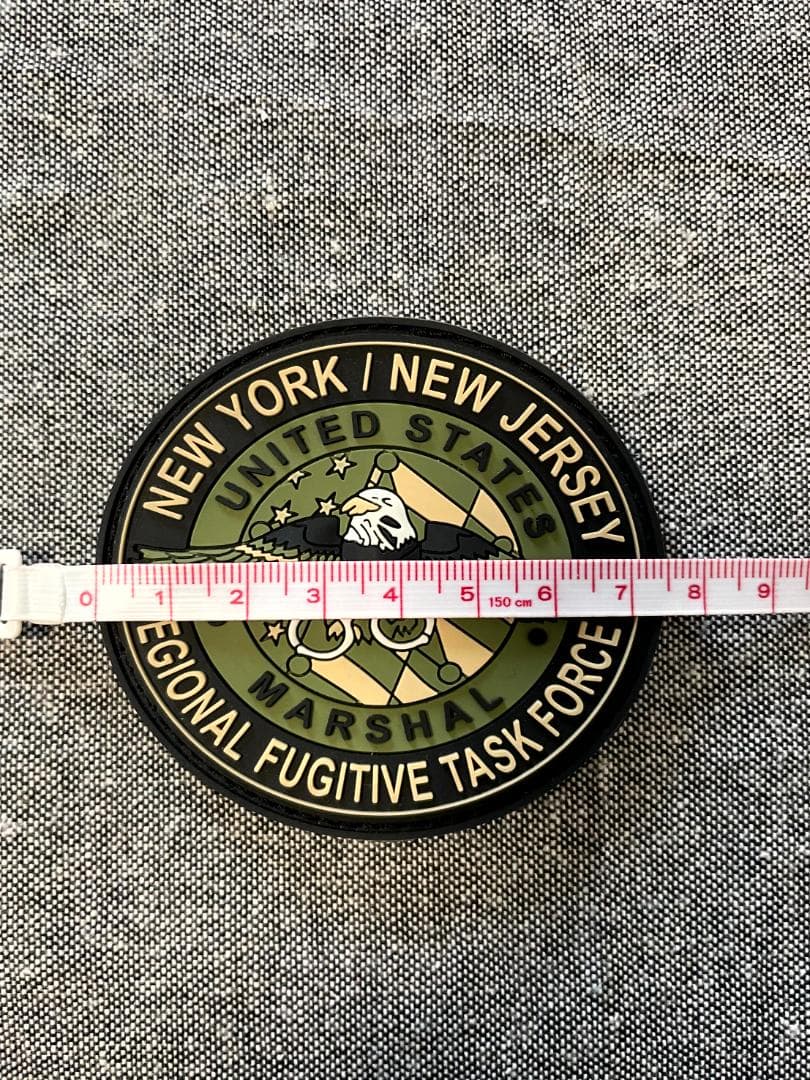 NEW YORK / NEW JERSEY
UNITED STATES
0 1 2 3 4 5 150 cm 6 7 8 9
MARSHAL
EGIONAL FUGITIVE TASK FORCE